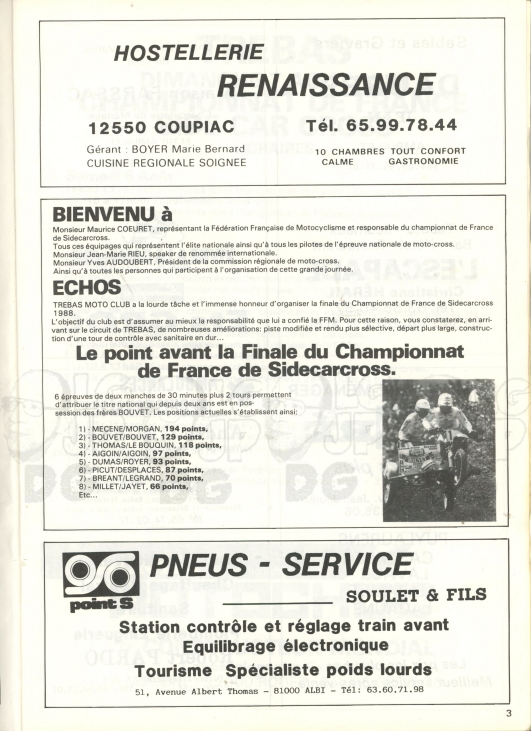 HOSTELLERIE
RENAISSANCE
12550 COUPIAC
Tél. 65.99.78.44
Gérant : BOYER Marie Bernard
CUISINE REGIONALE SOIGNEE
10 CHAMBRES TOUT CONFORT
CALME GASTRONOMIE
BIENVENU à
Monsieur Maurice COEURET, représentant la Fédération Française de Motocyclisme et responsable du championnat de France
de Sidecarcross.
Tous ces équipages qui représentent l'élite nationale ainsi qu'à tous les pilotes de l'épreuve nationale de moto-cross.
Monsieur Jean-Marie RIEU, speaker de renommée internationale.
Monsieur Yves AUDOUBERT, Président de la commission régionale de moto-cross.
Ainsi qu'à toutes les personnes qui participent à l'organisation de cette grande journée.
ECHOS
TREBAS MOTO CLUB a la lourde tâche et l'immense honneur d'organiser la finale du Championnat de France de Sidecarcross
1988.
L'objectif du club est d'assumer au mieux la responsabilité que lui a confié la FFM. Pour cette raison, vous constaterez, en arri-
vant sur le circuit de TREBAS, de nombreuses améliorations: piste modifiée et rendu plus sélective, départ plus large, construc-
tion d'une tour de contrôle avec sanitaire en dur...
Le point avant la Finale du Championnat
de France de Sidecarcross.
6 épreuves de deux manches de 30 minutes plus 2 tours permettent
d'attribuer le titre national qui depuis deux ans est en pos-
session des frères BOUVET. Les positions actuelles s'établissent ainsi;
1) - MECENE/MORGAN, 194 points,
2) - BOUVET/BOUVET, 129 points,
3) - THOMAS/LE BOUQUIN, 118 points,
4) - AIGOIN/AIGOIN, 97 points,
5) - DUMAS/ROYER, 93 points,
6) - PICUT/DESPLACES, 87 points,
7) - BREANT/LEGRAND, 70 points,
8) - MILLET/JAYET, 66 points,
Etc...
point S
PNEUS - SERVICE
SOULET & FILS
Station contrôle et réglage train avant
Equilibrage électronique
Tourisme Spécialiste poids lourds
51, Avenue Albert Thomas - 81000 ALBI - Tél: 63.60.71.98
3